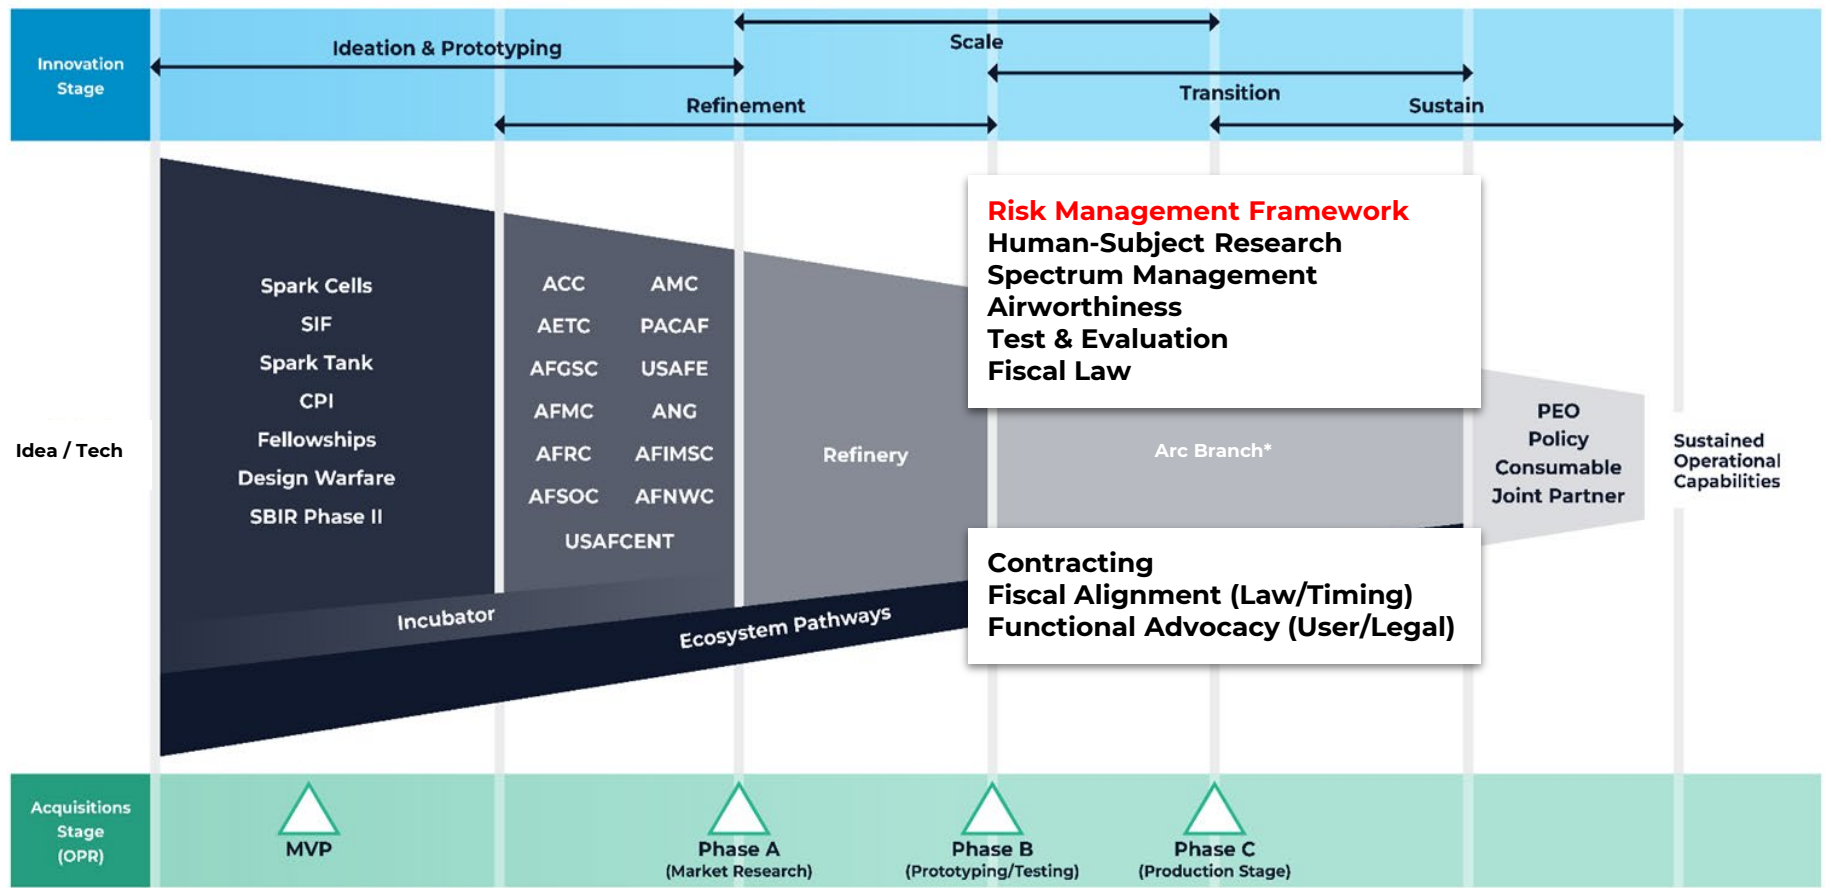 Innovation
Stage
Ideation & Prototyping
Scale
Refinement
Transition
Sustain
Risk Management Framework
Human-Subject Research
Spectrum Management
Airworthiness
Test & Evaluation
Fiscal Law
Idea / Tech
Spark Cells
SIF
Spark Tank
CPI
Fellowships
Design Warfare
SBIR Phase II
ACC AMC
AETC PACAF
AFGSC USAFE
AFMC ANG
AFRC AFIMSC
AFSOC AFNWC
USAFCENT
Refinery
Arc Branch*
PEO
Policy
Consumable
Joint Partner
Sustained
Operational
Capabilities
Contracting
Fiscal Alignment (Law/Timing)
Functional Advocacy (User/Legal)
Incubator
Ecosystem Pathways
Acquisitions
Stage
(OPR)
MVP
Phase A
(Market Research)
Phase B
(Prototyping/Testing)
Phase C
(Production Stage)